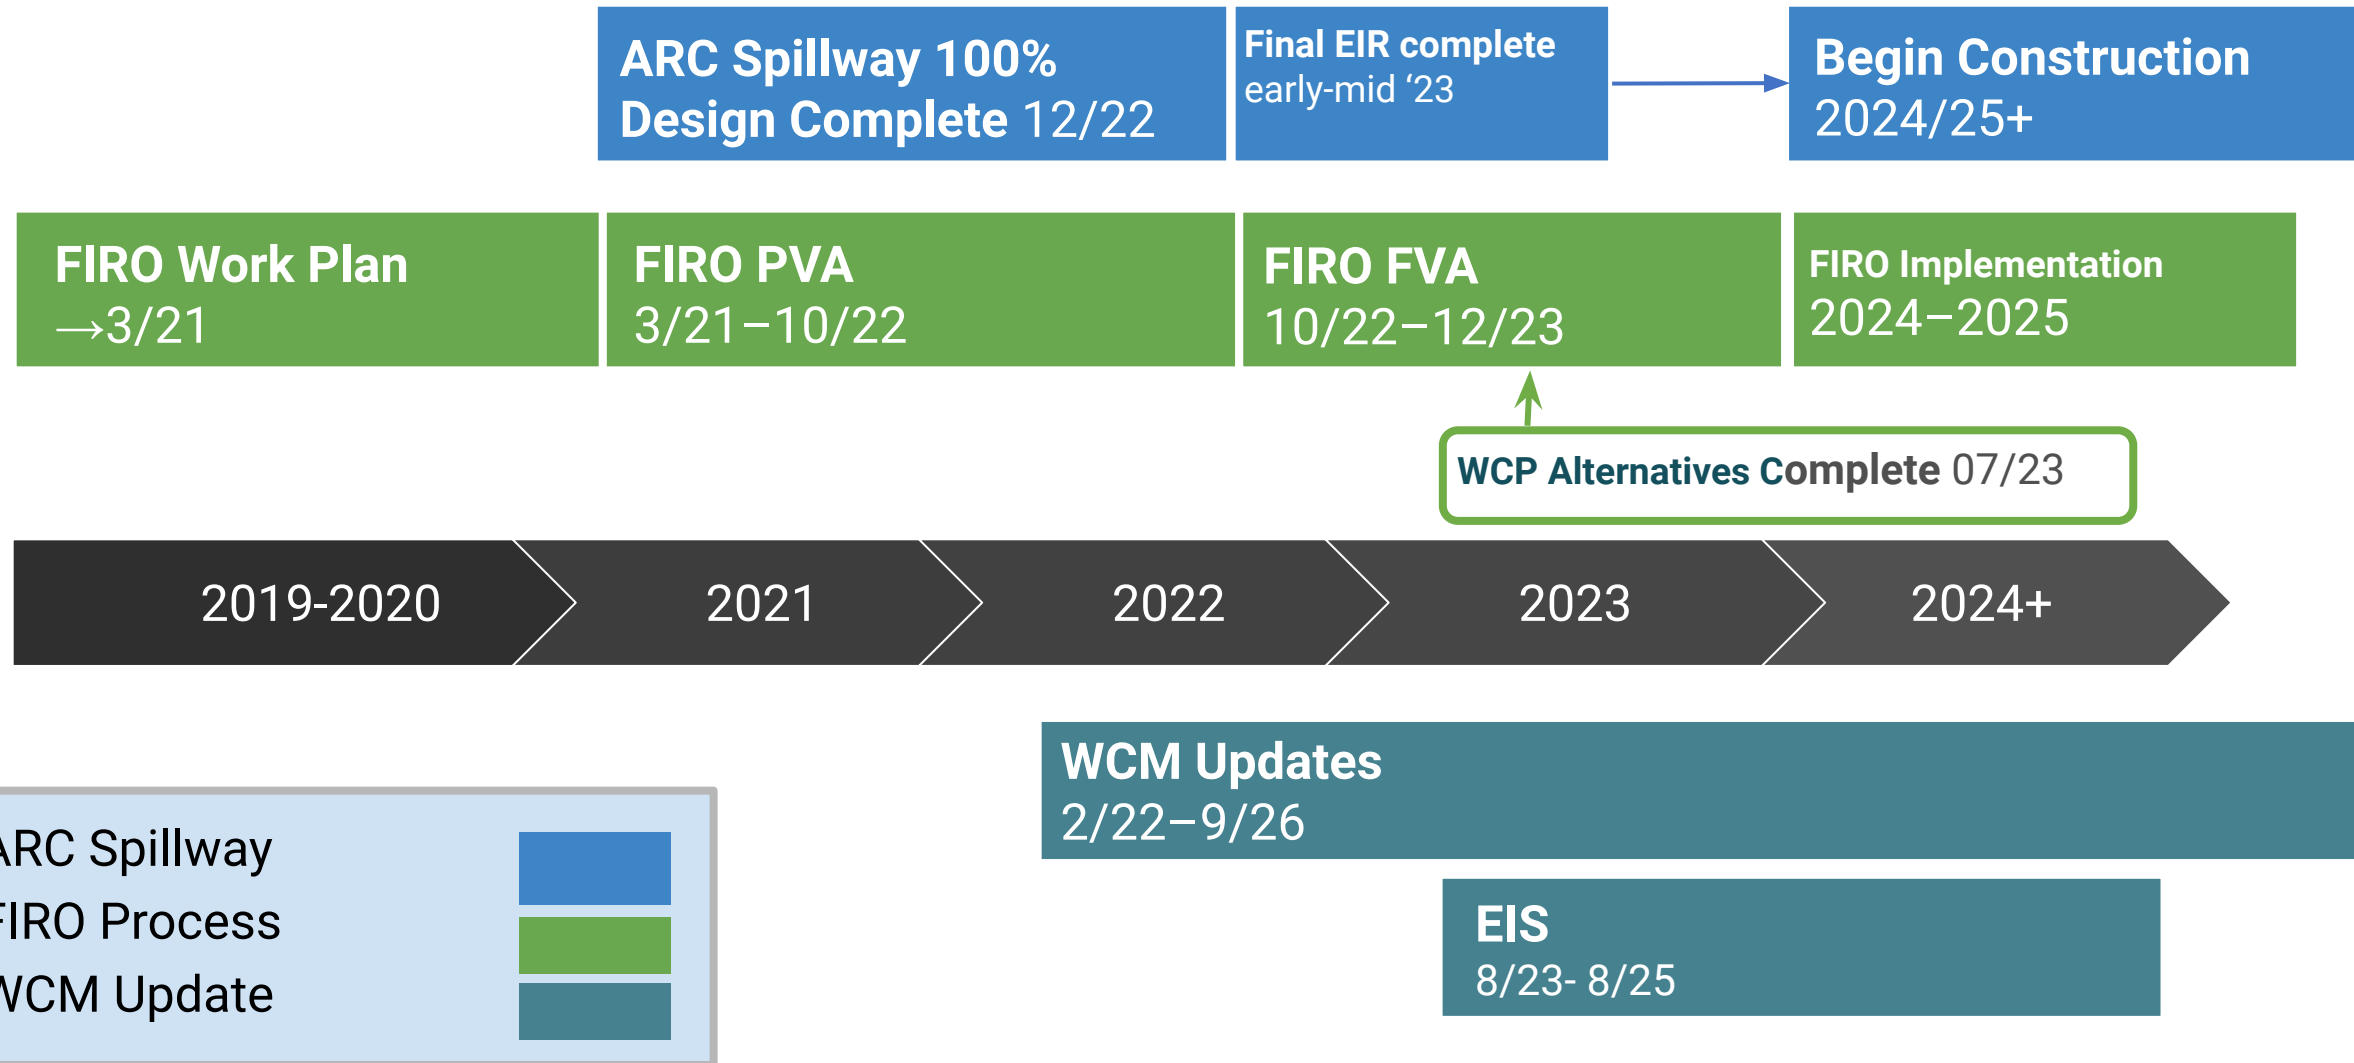 ARC Spillway 100%
Design Complete 12/22
Final EIR complete
early-mid ‘23
Begin Construction
2024/25+
FIRO Work Plan
→3/21
FIRO PVA
3/21–10/22
FIRO FVA
10/22–12/23
FIRO Implementation
2024–2025
WCP Alternatives Complete 07/23
2019-2020
2021
2022
2023
2024+
WCM Updates
2/22–9/26
EIS
8/23- 8/25
ARC Spillway
FIRO Process
WCM Update